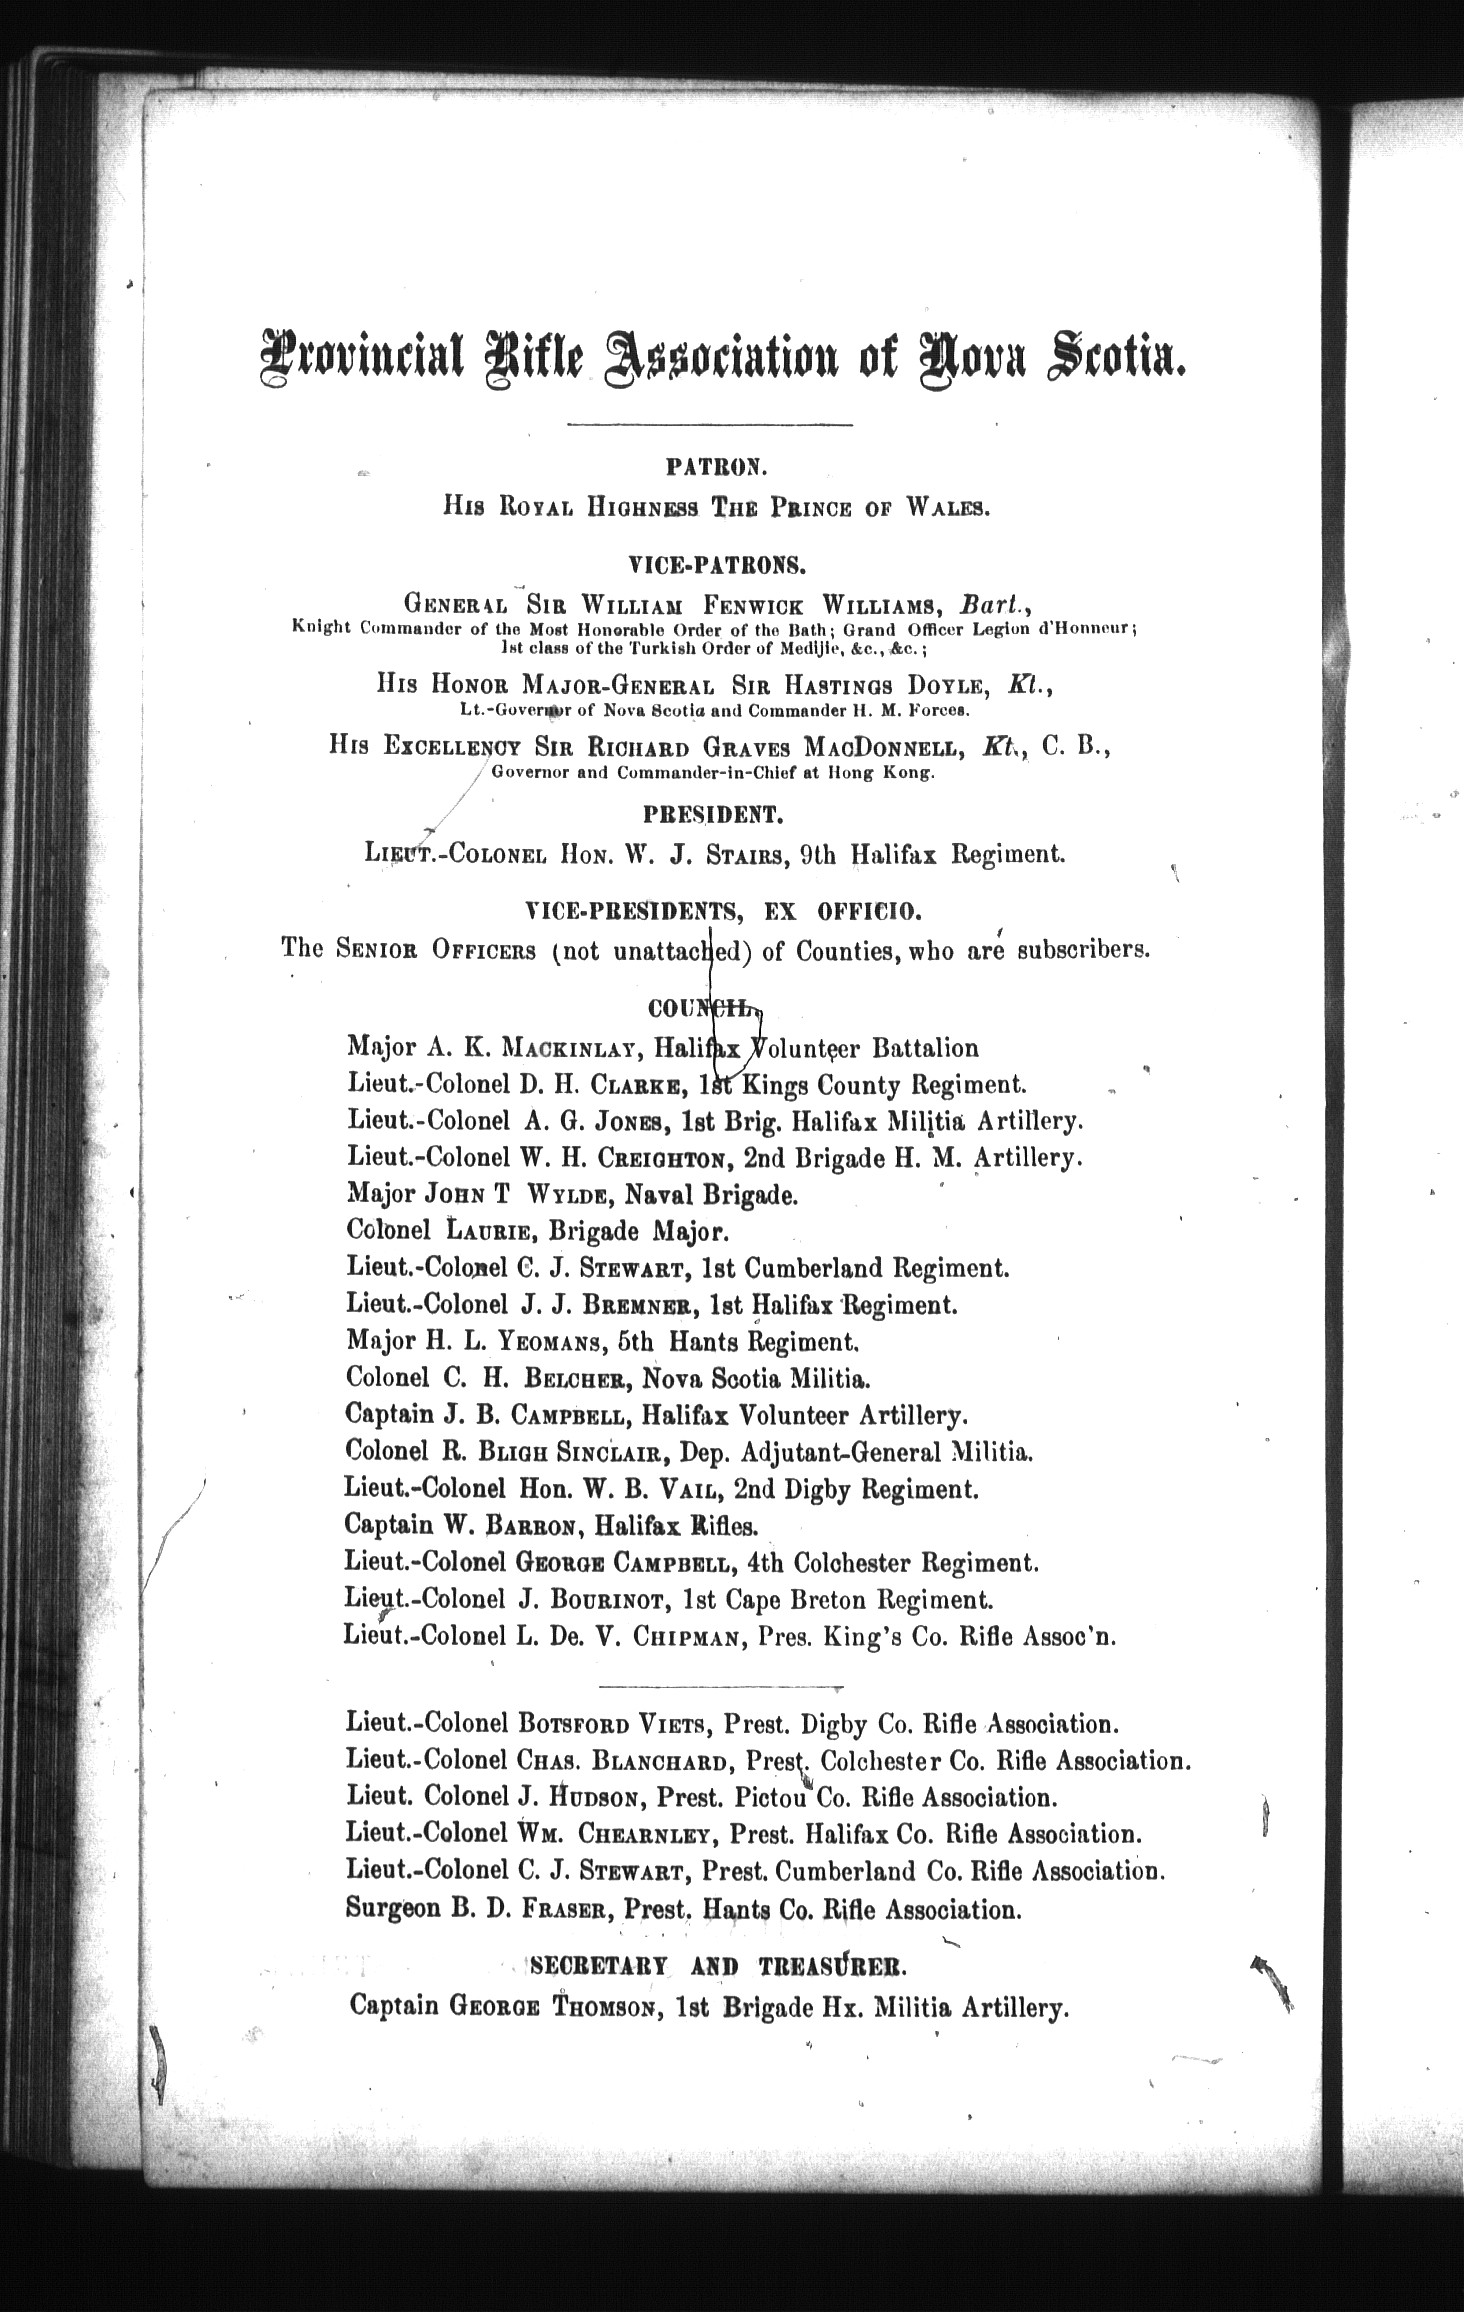 Provincial Rifle Association of Nova Scotia.
PATRON.
His Royal Highness The Prince of Wales.
VICE-PATRONS.
General Sir William Fenwick Williams, Bart.,
Knight Commander of the Most Honorable Order of the Bath; Grand Officer Legion d'Honneur;
1st class of the Turkish Order of Medijie, &c., &c.;
His Honor Major-General Sir Hastings Doyle, Kt.,
Lt.-Governor of Nova Scotia and Commander H. M. Forces.
His Excellency Sir Richard Graves MacDonnell, Kt., C. B.,
Governor and Commander-in-Chief at Hong Kong.
PRESIDENT.
Lieut.-Colonel Hon. W. J. Stairs, 9th Halifax Regiment.
VICE-PRESIDENTS, EX OFFICIO.
The Senior Officers (not unattached) of Counties, who are subscribers.
COUNCIL.
Major A. K. Mackinlay, Halifax Volunteer Battalion
Lieut.-Colonel D. H. Clarke, 1st Kings County Regiment.
Lieut.-Colonel A. G. Jones, 1st Brig. Halifax Militia Artillery.
Lieut.-Colonel W. H. Creighton, 2nd Brigade H. M. Artillery.
Major John T Wylde, Naval Brigade.
Colonel Laurie, Brigade Major.
Lieut.-Colonel C. J. Stewart, 1st Cumberland Regiment.
Lieut.-Colonel J. J. Bremner, 1st Halifax Regiment.
Major H. L. Yeomans, 5th Hants Regiment.
Colonel C. H. Belcher, Nova Scotia Militia.
Captain J. B. Campbell, Halifax Volunteer Artillery.
Colonel R. Bligh Sinclair, Dep. Adjutant-General Militia.
Lieut.-Colonel Hon. W. B. Vail, 2nd Digby Regiment.
Captain W. Barron, Halifax Rifles.
Lieut.-Colonel George Campbell, 4th Colchester Regiment.
Lieut.-Colonel J. Bourinot, 1st Cape Breton Regiment.
Lieut.-Colonel L. De. V. Chipman, Pres. King's Co. Rifle Assoc'n.
Lieut.-Colonel Botsford Viets, Prest. Digby Co. Rifle Association.
Lieut.-Colonel Chas. Blanchard, Prest. Colchester Co. Rifle Association.
Lieut. Colonel J. Hudson, Prest. Pictou Co. Rifle Association.
Lieut.-Colonel Wm. Chearnley, Prest. Halifax Co. Rifle Association.
Lieut.-Colonel C. J. Stewart, Prest. Cumberland Co. Rifle Association.
Surgeon B. D. Fraser, Prest. Hants Co. Rifle Association.
SECRETARY AND TREASURER.
Captain George Thomson, 1st Brigade Hx. Militia Artillery.